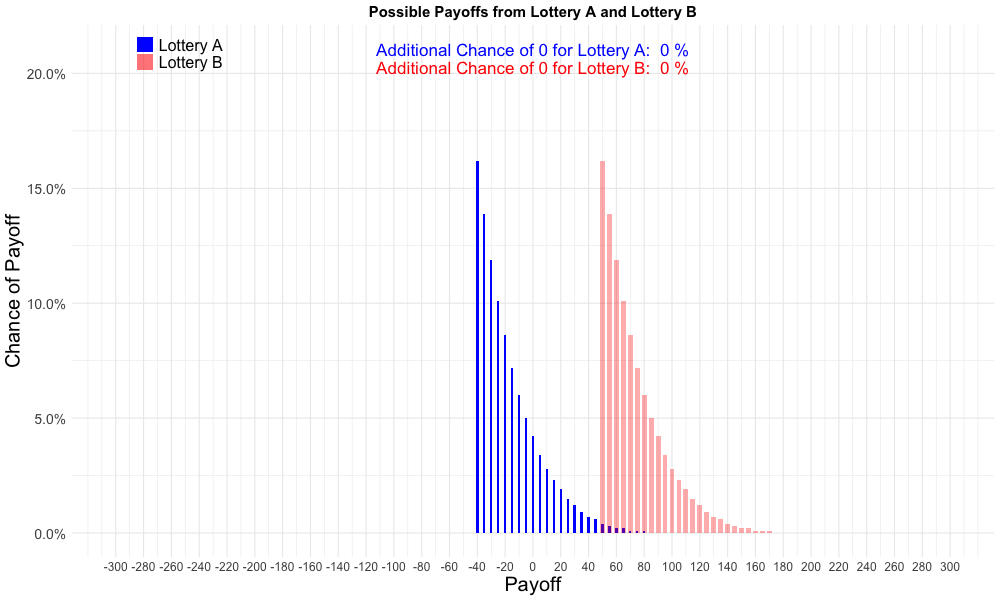 Possible Payoffs from Lottery A and Lottery B
Lottery A
Lottery B
Additional Chance of 0 for Lottery A:  0 %
Additional Chance of 0 for Lottery B:  0 %
Chance of Payoff
20.0%
15.0%
10.0%
5.0%
0.0%
-300 -280 -260 -240 -220 -200 -180 -160 -140 -120 -100 -80 -60 -40 -20 0 20 40 60 80 100 120 140 160 180 200 220 240 260 280 300
Payoff